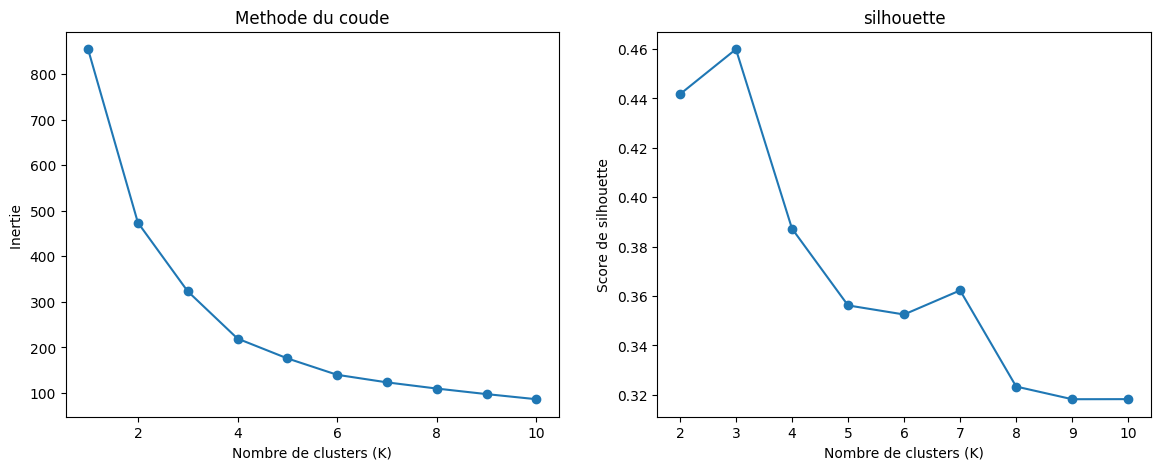 Methode du coude
800
700
600
500
400
300
200
100
Inertie
2 4 6 8 10
Nombre de clusters (K)
silhouette
0.46
0.44
0.42
0.40
0.38
0.36
0.34
0.32
Score de silhouette
2 3 4 5 6 7 8 9 10
Nombre de clusters (K)